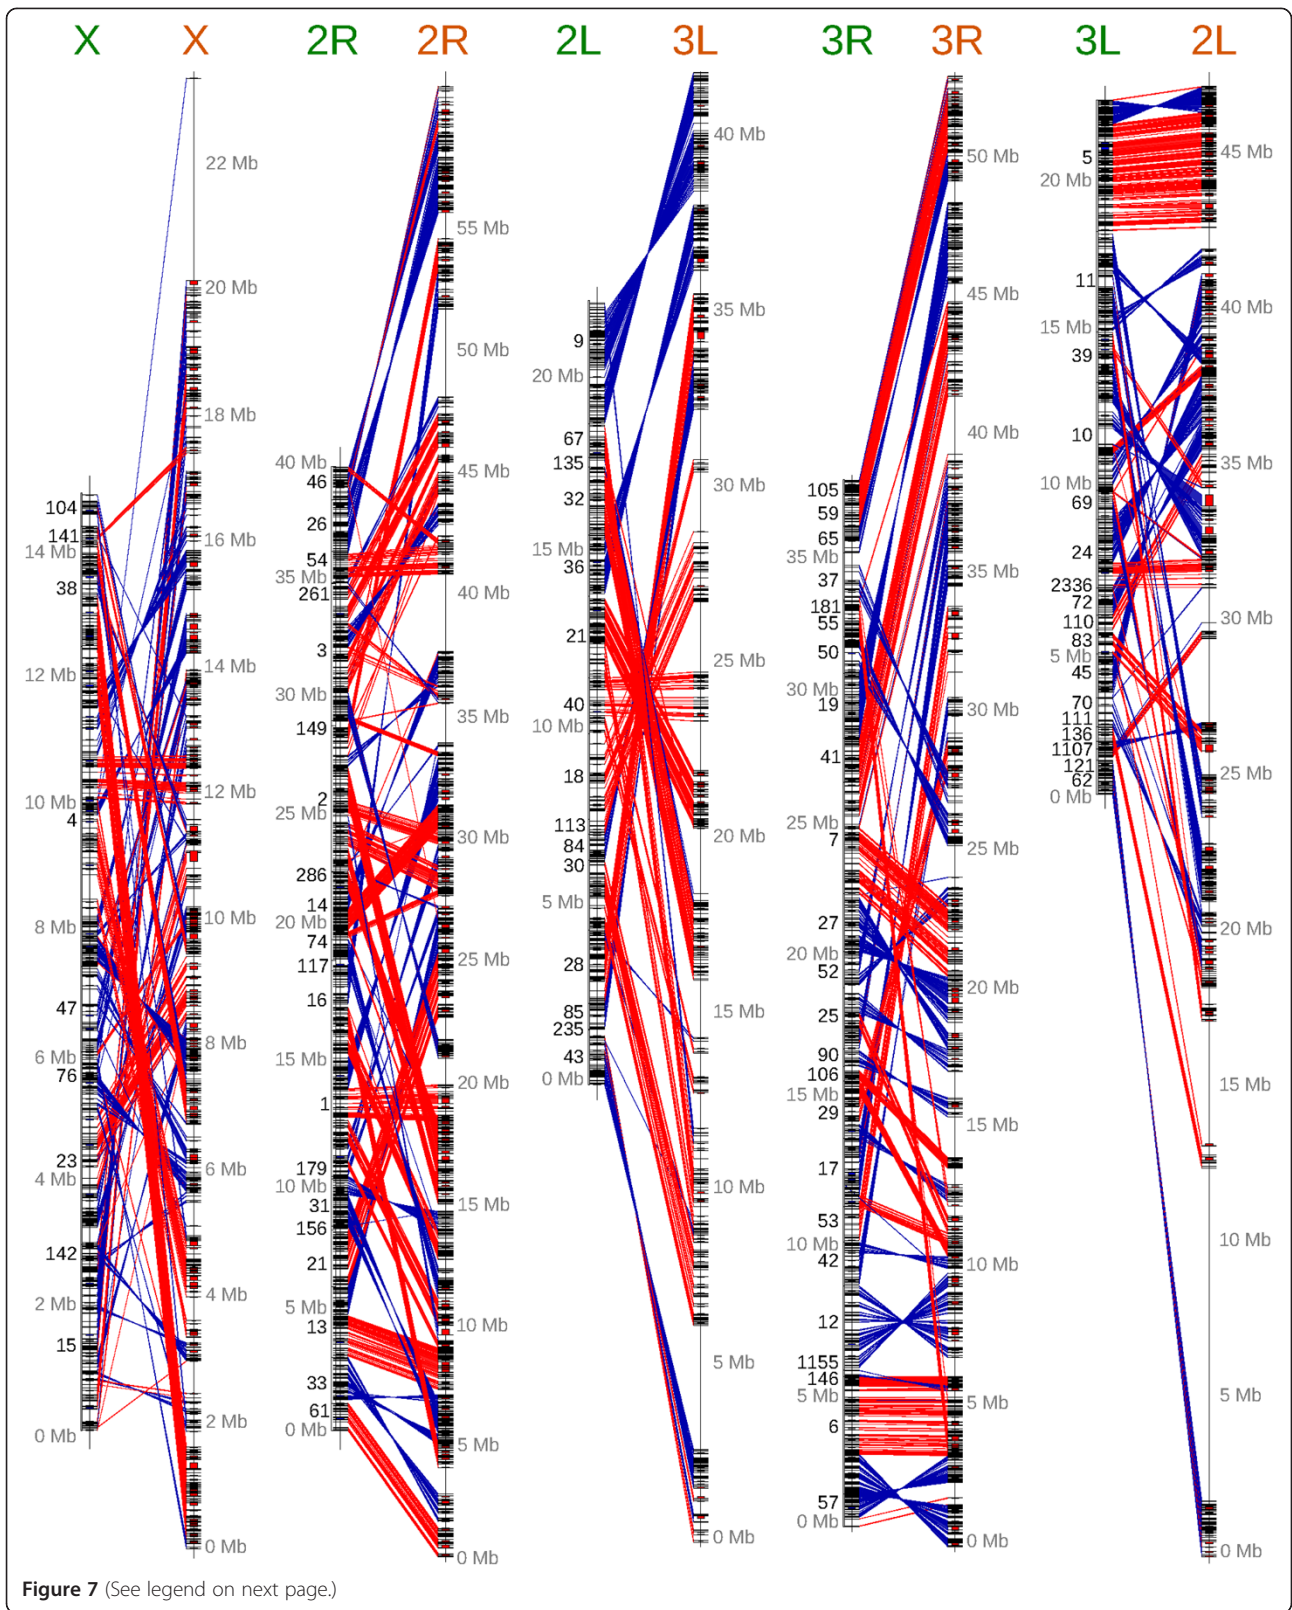 X X 2R 2R 2L 3L 3R 3R 3L 2L
104
141
14 Mb
38
12 Mb
10 Mb
4
8 Mb
47
6 Mb
76
23
4 Mb
142
2 Mb
15
0 Mb
22 Mb
20 Mb
18 Mb
16 Mb
14 Mb
12 Mb
10 Mb
8 Mb
6 Mb
4 Mb
2 Mb
0 Mb
40 Mb
46
26
54
35 Mb
261
3
30 Mb
149
2
25 Mb
286
14
20 Mb
74
117
16
15 Mb
1
179
10 Mb
31
156
21
5 Mb
13
33
61
0 Mb
55 Mb
50 Mb
45 Mb
40 Mb
35 Mb
30 Mb
25 Mb
20 Mb
15 Mb
10 Mb
5 Mb
0 Mb
9
20 Mb
67
135
32
15 Mb
36
21
40
10 Mb
18
113
84
30
5 Mb
28
85
235
43
0 Mb
40 Mb
35 Mb
30 Mb
25 Mb
20 Mb
15 Mb
10 Mb
5 Mb
0 Mb
105
59
65
35 Mb
37
181
55
50
30 Mb
19
41
25 Mb
7
27
20 Mb
52
25
90
106
15 Mb
29
17
53
10 Mb
42
12
1155
146
5 Mb
6
57
0 Mb
50 Mb
45 Mb
40 Mb
35 Mb
30 Mb
25 Mb
20 Mb
15 Mb
10 Mb
5 Mb
0 Mb
5
20 Mb
11
15 Mb
39
10
10 Mb
69
24
2336
72
110
83
5 Mb
45
70
111
136
1107
121
62
0 Mb
45 Mb
40 Mb
35 Mb
30 Mb
25 Mb
20 Mb
15 Mb
10 Mb
5 Mb
0 Mb
Figure 7 (See legend on next page.)